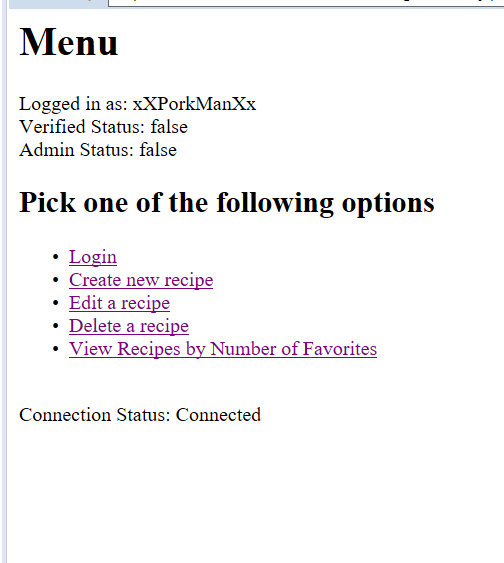 Menu
Logged in as: xXPorkManXx
Verified Status: false
Admin Status: false
Pick one of the following options
• Login
• Create new recipe
• Edit a recipe
• Delete a recipe
• View Recipes by Number of Favorites
Connection Status: Connected